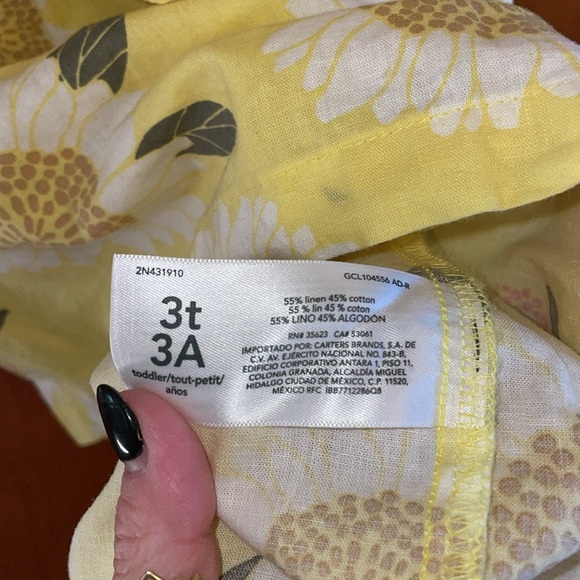 2N431910
GCL104556 AD-R
3t
3A
toddler/tout-petit/
años
55% linen 45% cotton
55 % lin 45 % coton
55% LINO 45% ALGODÓN
RN# 35623 CA# 53061
IMPORTADO POR: CARTERS BRANDS, S.A. DE
C.V. AV. EJÉRCITO NACIONAL NO. 843-B,
EDIFICIO CORPORATIVO ANTARA 1, PISO 11,
COLONIA GRANADA, ALCALDÍA MIGUEL
HIDALGO CIUDAD DE MÉXICO, C.P. 11520,
MÉXICO RFC IBB7712286Q8